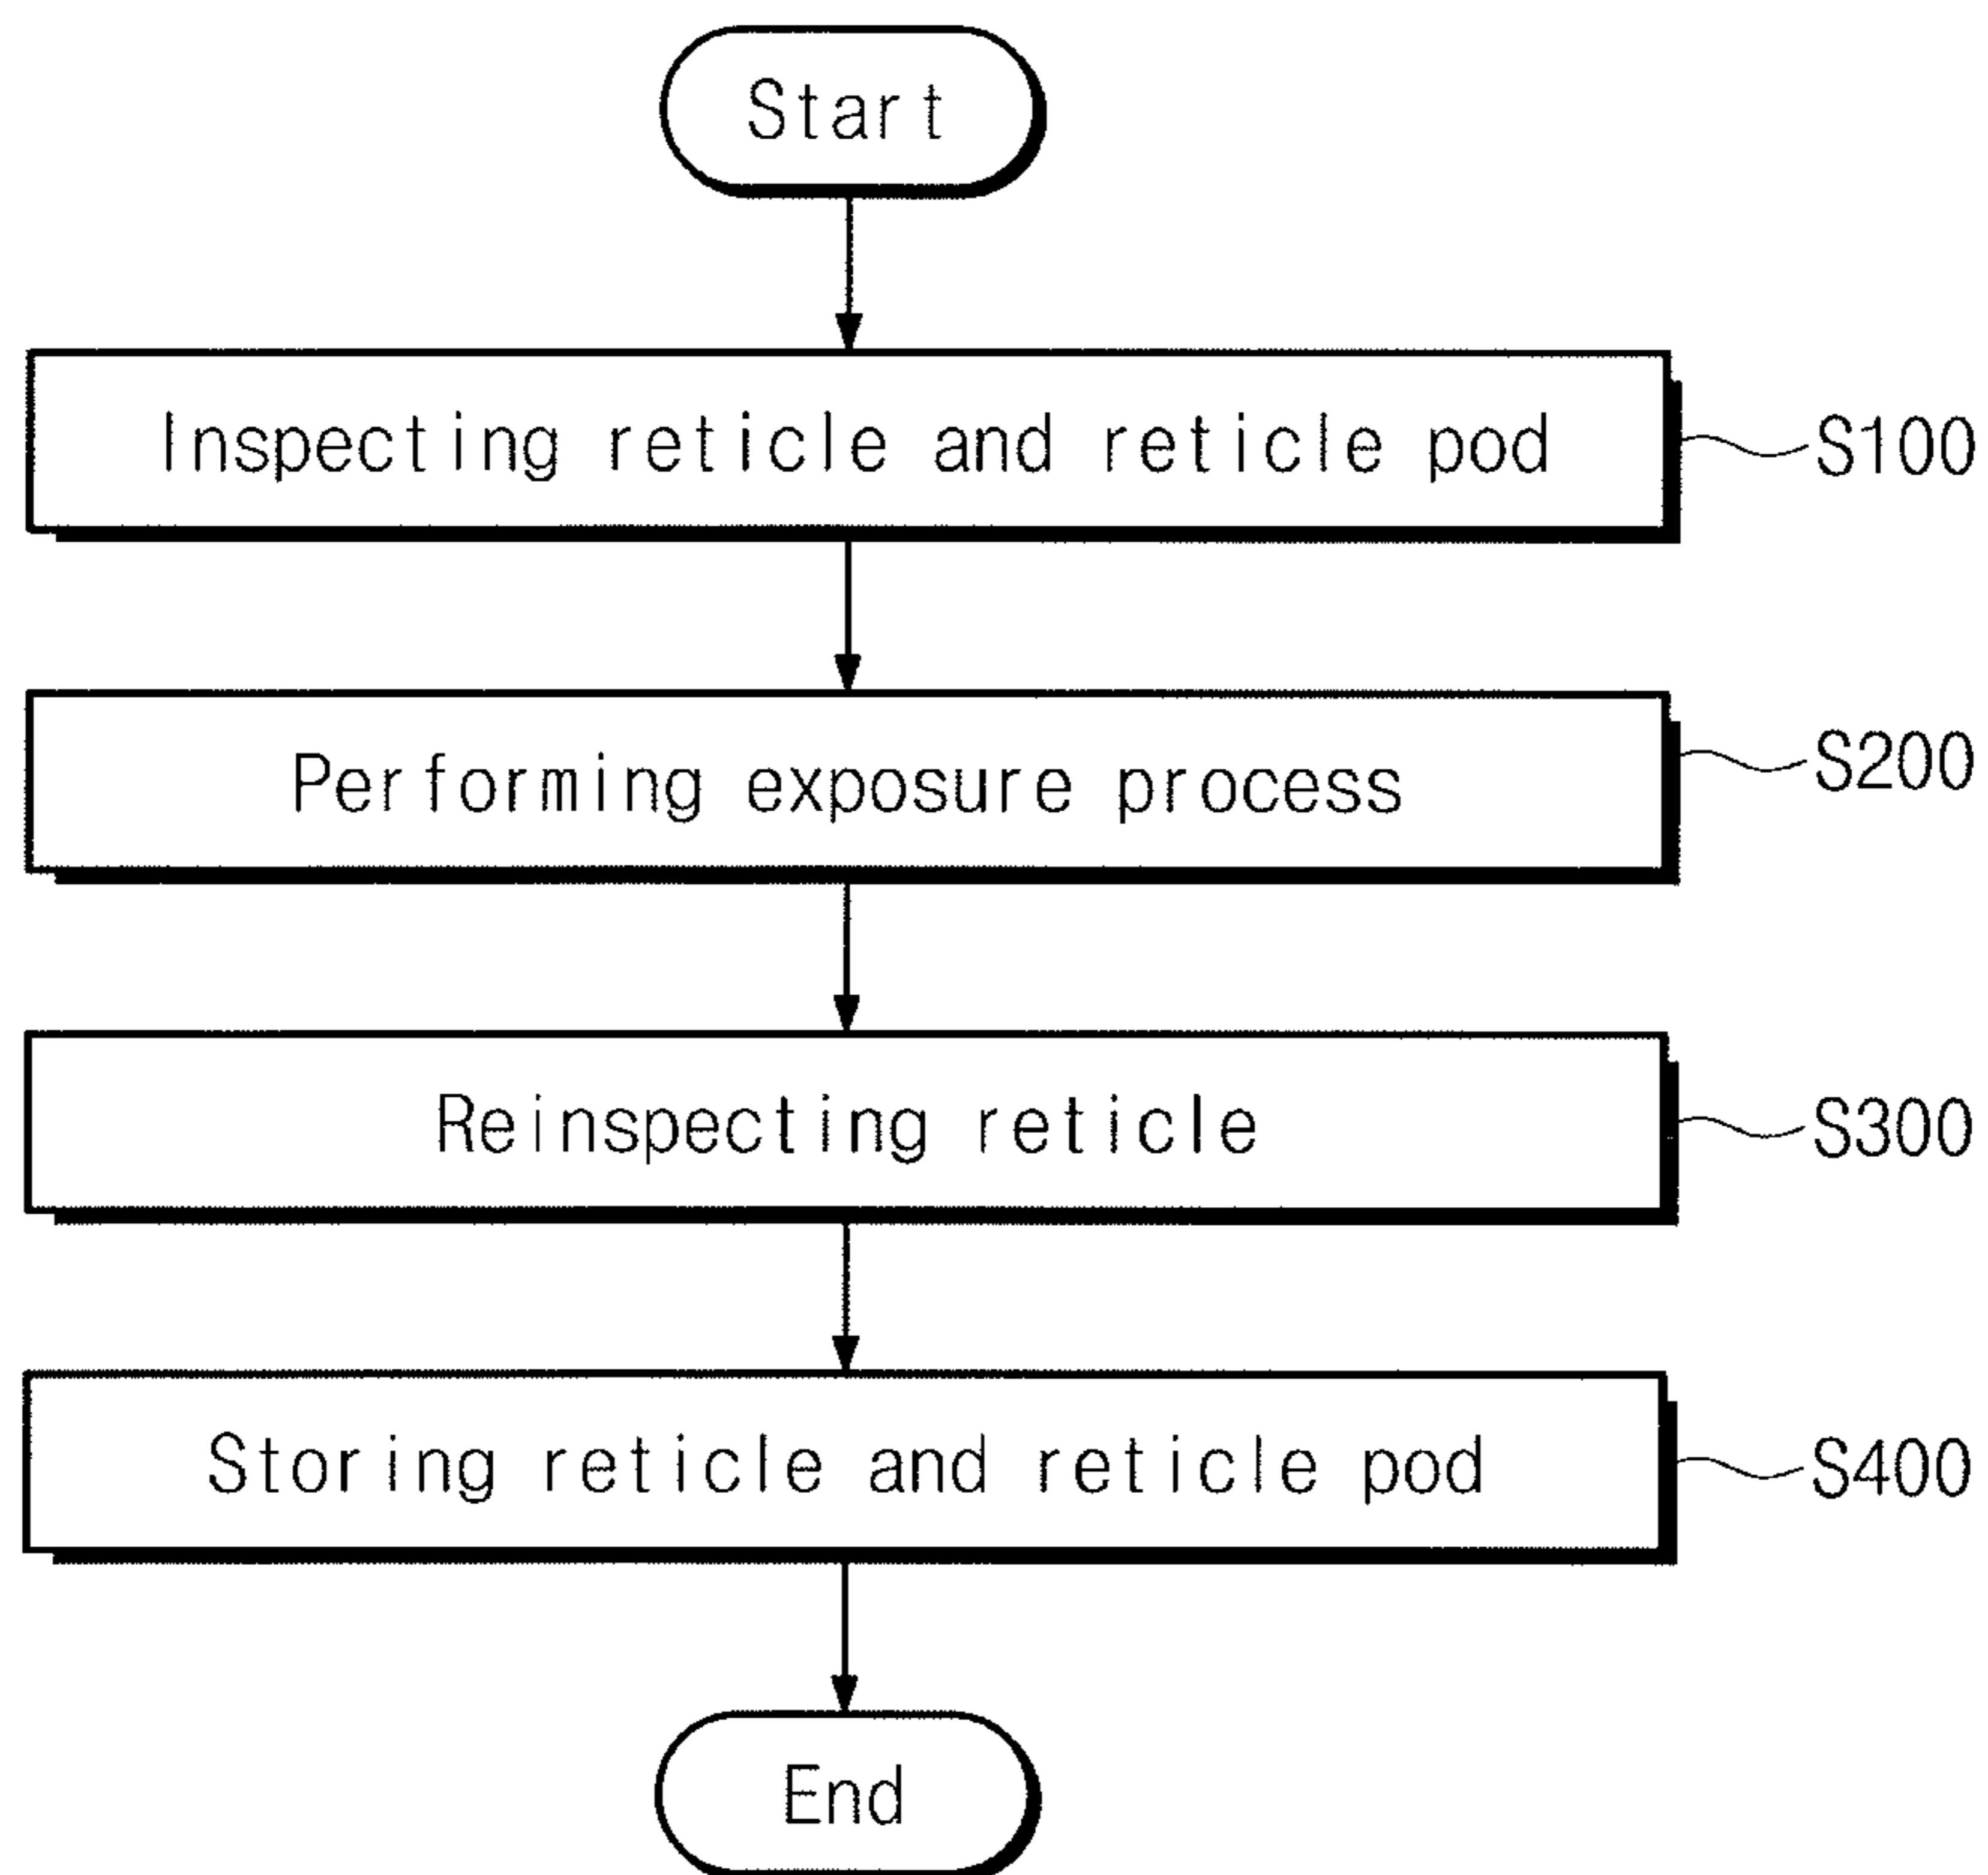 Start
Inspecting reticle and reticle pod
S100
Performing exposure process
S200
Reinspecting reticle
S300
Storing reticle and reticle pod
S400
End